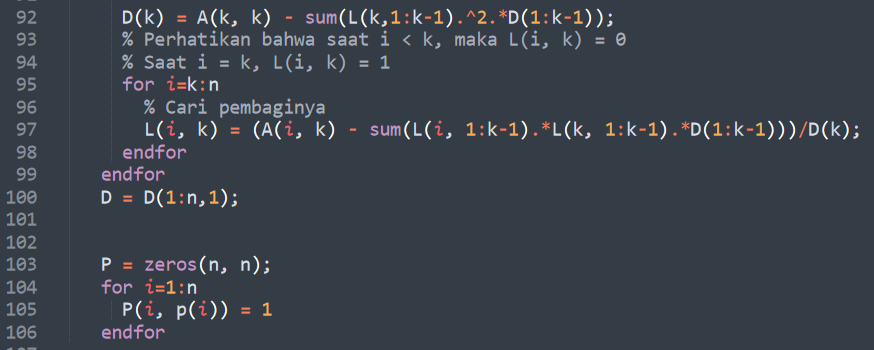 92 D(k) = A(k, k) - sum(L(k,1:k-1).^2.*D(1:k-1));
93 % Perhatikan bahwa saat i < k, maka L(i, k) = 0
94 % Saat i = k, L(i, k) = 1
95 for i=k:n
96 % Cari pembaginya
97 L(i, k) = (A(i, k) - sum(L(i, 1:k-1).*L(k, 1:k-1).*D(1:k-1)))/D(k);
98 endfor
99 endfor
100 D = D(1:n,1);
101
102
103 P = zeros(n, n);
104 for i=1:n
105 P(i, p(i)) = 1
106 endfor